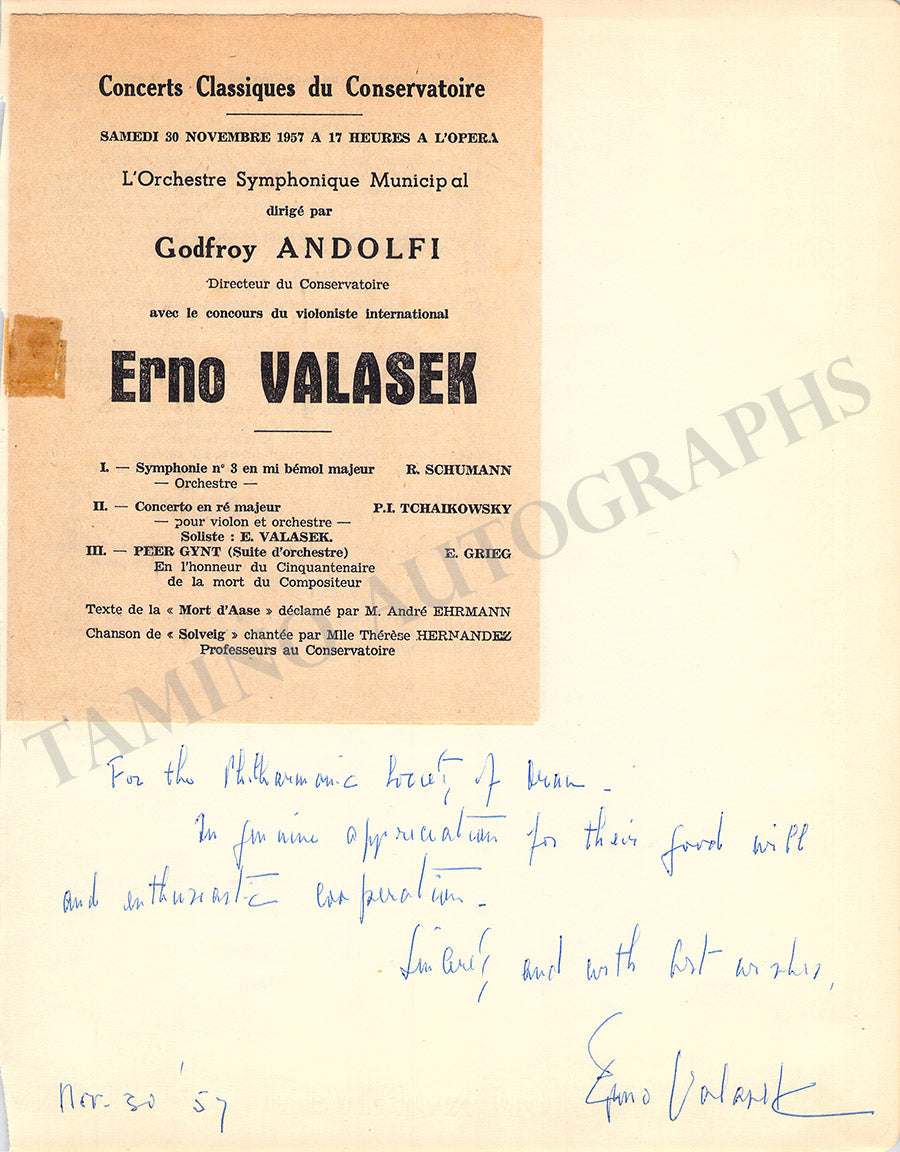 Concerts Classiques du Conservatoire
SAMEDI 30 NOVEMBRE 1957 A 17 HEURES A L'OPERA
L'Orchestre Symphonique Municipal
dirigé par
Godfroy ANDOLFI
Directeur du Conservatoire
avec le concours du violoniste international
Erno VALASEK
I. — Symphonie n° 3 en mi bémol majeur R. SCHUMANN
— Orchestre —
II. — Concerto en ré majeur P.I. TCHAIKOWSKY
— pour violon et orchestre —
Soliste : E. VALASEK.
III. — PEER GYNT (Suite d'orchestre) E. GRIEG
En l'honneur du Cinquantenaire
de la mort du Compositeur
Texte de la « Mort d'Aase » déclamé par M. André EHRMANN
Chanson de « Solveig » chantée par Mlle Thérèse HERNANDEZ
Professeurs au Conservatoire
TAMINO AUTOGRAPHS
For the Philharmonic Society of Oran –
In genuine appreciation for their good will
and enthusiastic cooperation –
Sincerely and with best wishes,
Erno Valasek
Nov. 30 '57